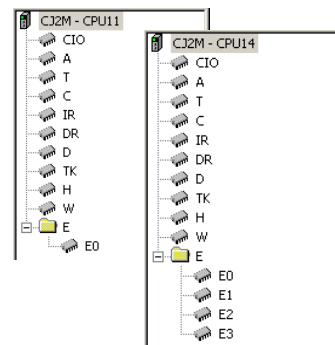 CJ2M - CPU11
CIO
A
T
C
IR
DR
D
TK
H
W
E
E0
CJ2M - CPU14
CIO
A
T
C
IR
DR
D
TK
H
W
E
E0
E1
E2
E3